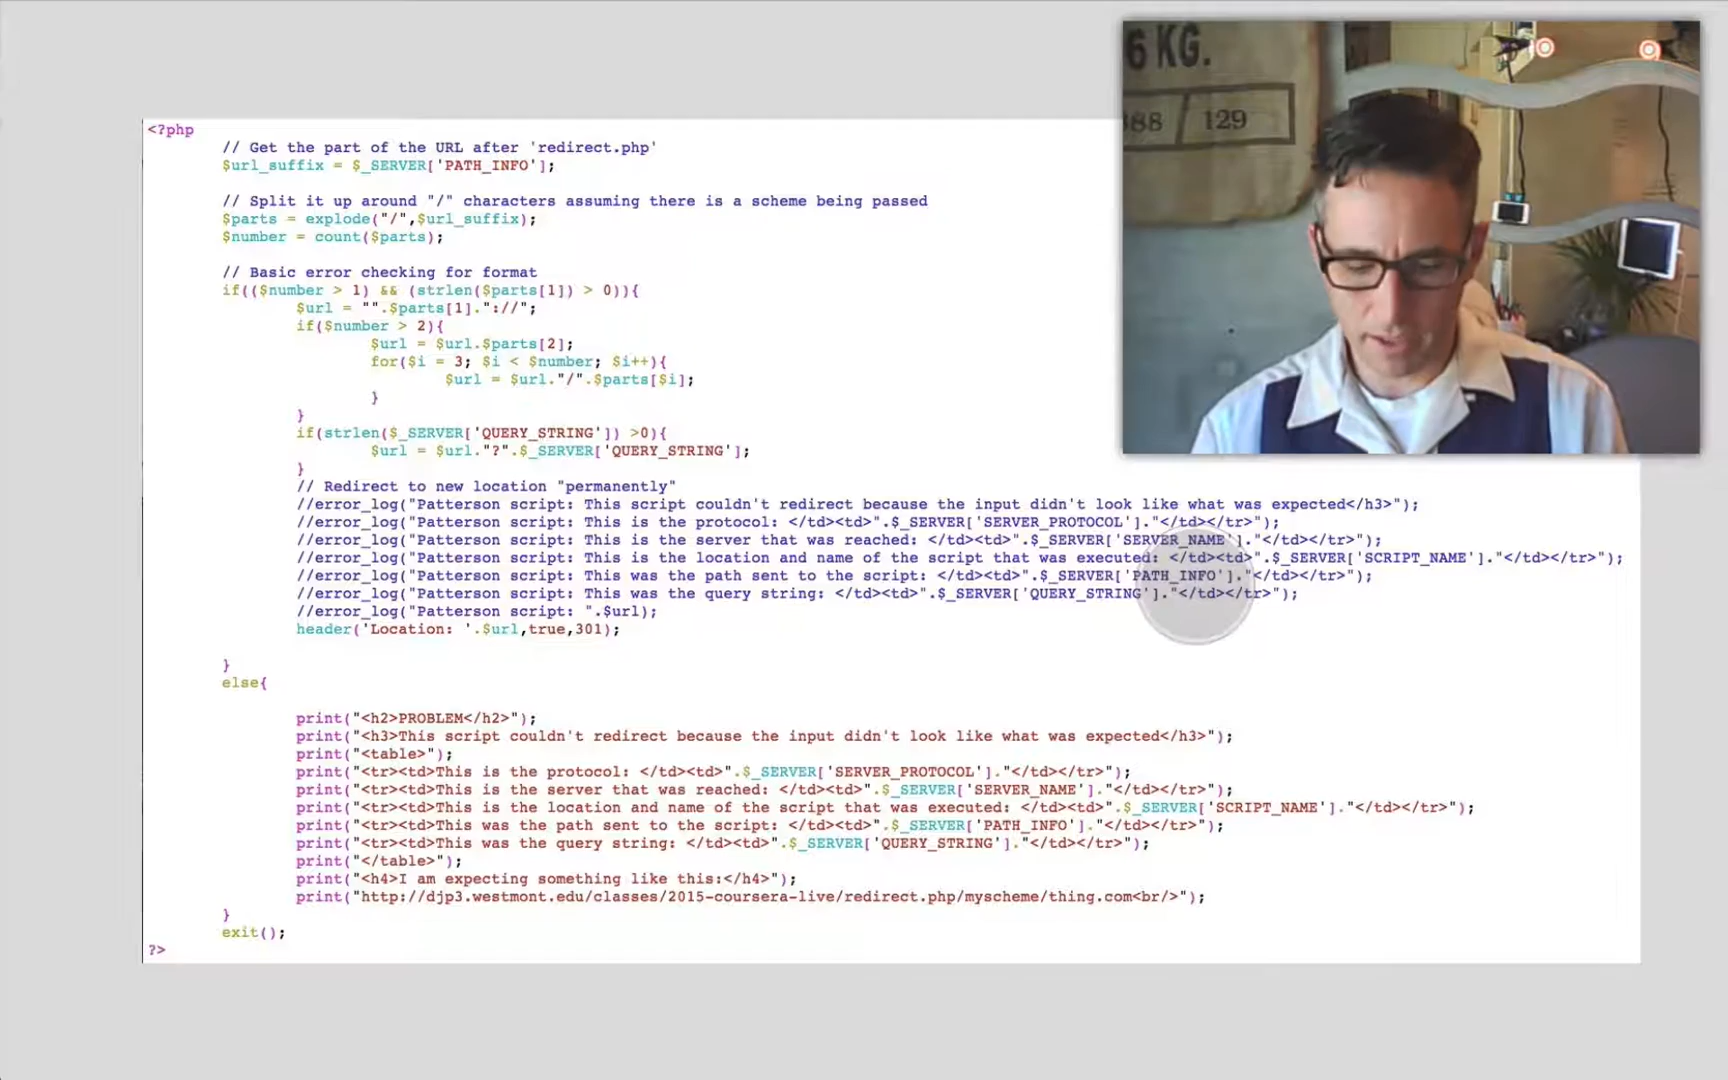 6 KG.
388 129
<?php
// Get the part of the URL after 'redirect.php'
$url_suffix = $_SERVER['PATH_INFO'];
// Split it up around "/" characters assuming there is a scheme being passed
$parts = explode("/",$url_suffix);
$number = count($parts);
// Basic error checking for format
if(($number > 1) && (strlen($parts[1]) > 0)){
$url = "".$parts[1]."://";
if($number > 2){
$url = $url.$parts[2];
for($i = 3; $i < $number; $i++){
$url = $url."/".$parts[$i];
}
}
if(strlen($_SERVER['QUERY_STRING']) >0){
$url = $url."?".$_SERVER['QUERY_STRING'];
}
// Redirect to new location "permanently"
//error_log("Patterson script: This script couldn't redirect because the input didn't look like what was expected</h3>");
//error_log("Patterson script: This is the protocol: </td><td>".$_SERVER['SERVER_PROTOCOL']."</td></tr>");
//error_log("Patterson script: This is the server that was reached: </td><td>".$_SERVER['SERVER_NAME']."</td></tr>");
//error_log("Patterson script: This is the location and name of the script that was executed: </td><td>".$_SERVER['SCRIPT_NAME']."</td></tr>");
//error_log("Patterson script: This was the path sent to the script: </td><td>".$_SERVER['PATH_INFO']."</td></tr>");
//error_log("Patterson script: This was the query string: </td><td>".$_SERVER['QUERY_STRING']."</td></tr>");
//error_log("Patterson script: ".$url);
header('Location: '.$url,true,301);
}
else{
print("<h2>PROBLEM</h2>");
print("<h3>This script couldn't redirect because the input didn't look like what was expected</h3>");
print("<table>");
print("<tr><td>This is the protocol: </td><td>".$_SERVER['SERVER_PROTOCOL']."</td></tr>");
print("<tr><td>This is the server that was reached: </td><td>".$_SERVER['SERVER_NAME']."</td></tr>");
print("<tr><td>This is the location and name of the script that was executed: </td><td>".$_SERVER['SCRIPT_NAME']."</td></tr>");
print("<tr><td>This was the path sent to the script: </td><td>".$_SERVER['PATH_INFO']."</td></tr>");
print("<tr><td>This was the query string: </td><td>".$_SERVER['QUERY_STRING']."</td></tr>");
print("</table>");
print("<h4>I am expecting something like this:</h4>");
print("http://djp3.westmont.edu/classes/2015-coursera-live/redirect.php/myscheme/thing.com<br/>");
}
exit();
?>